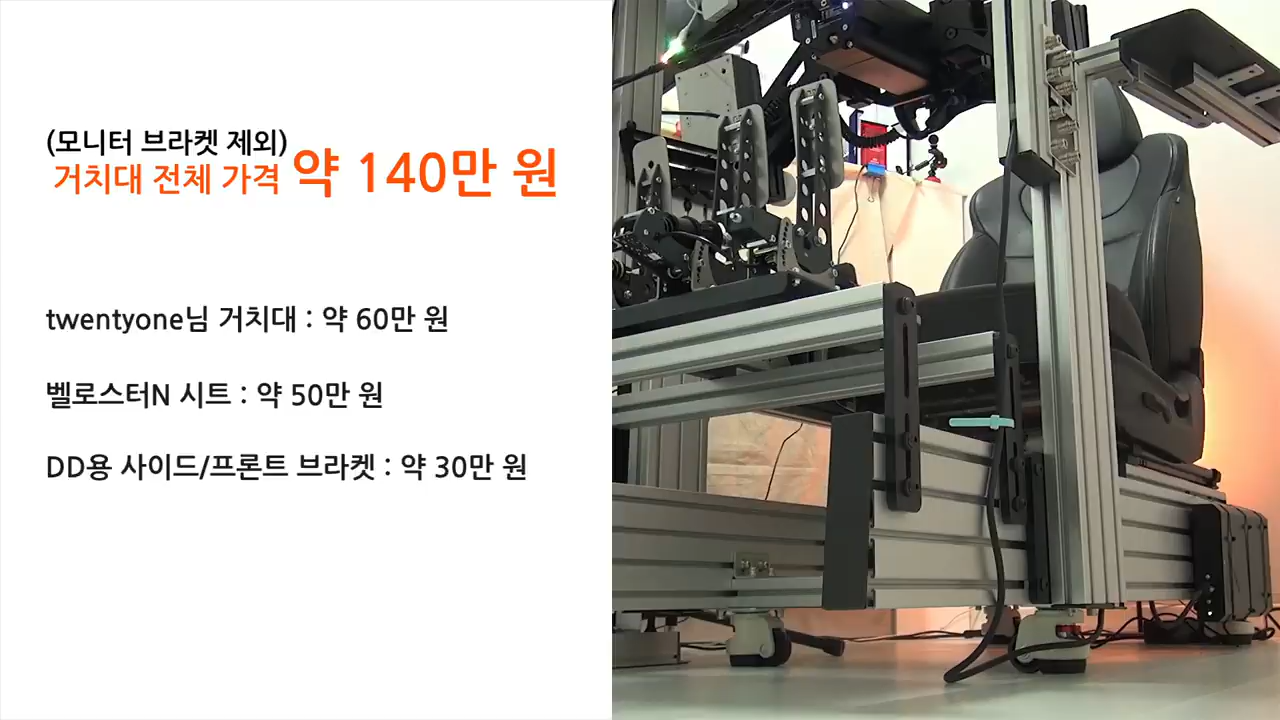 (모니터 브라켓 제외)
거치대 전체 가격 약 140만 원
twentyone님 거치대 : 약 60만 원
벨로스터N 시트 : 약 50만 원
DD용 사이드/프론트 브라켓 : 약 30만 원